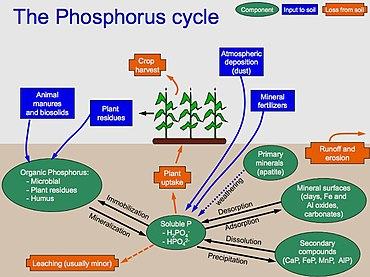 The Phosphorus cycle
Component
Input to soil
Loss from soil
Atmospheric
deposition
(dust)
Crop
harvest
Animal
manures
and biosolids
Plant
residues
Mineral
fertilizers
Runoff and
erosion
Primary
minerals
(apatite)
weathering
Organic Phosphorus:
- Microbial
- Plant residues
- Humus
Plant
uptake
Mineral surfaces
(clays, Fe and
Al oxides,
carbonates)
Immobilization
Mineralization
Desorption
Adsorption
Soluble P
- H₂PO₄⁻
- HPO₄²⁻
Dissolution
Precipitation
Secondary
compounds
(CaP, FeP, MnP, AlP)
Leaching (usually minor)